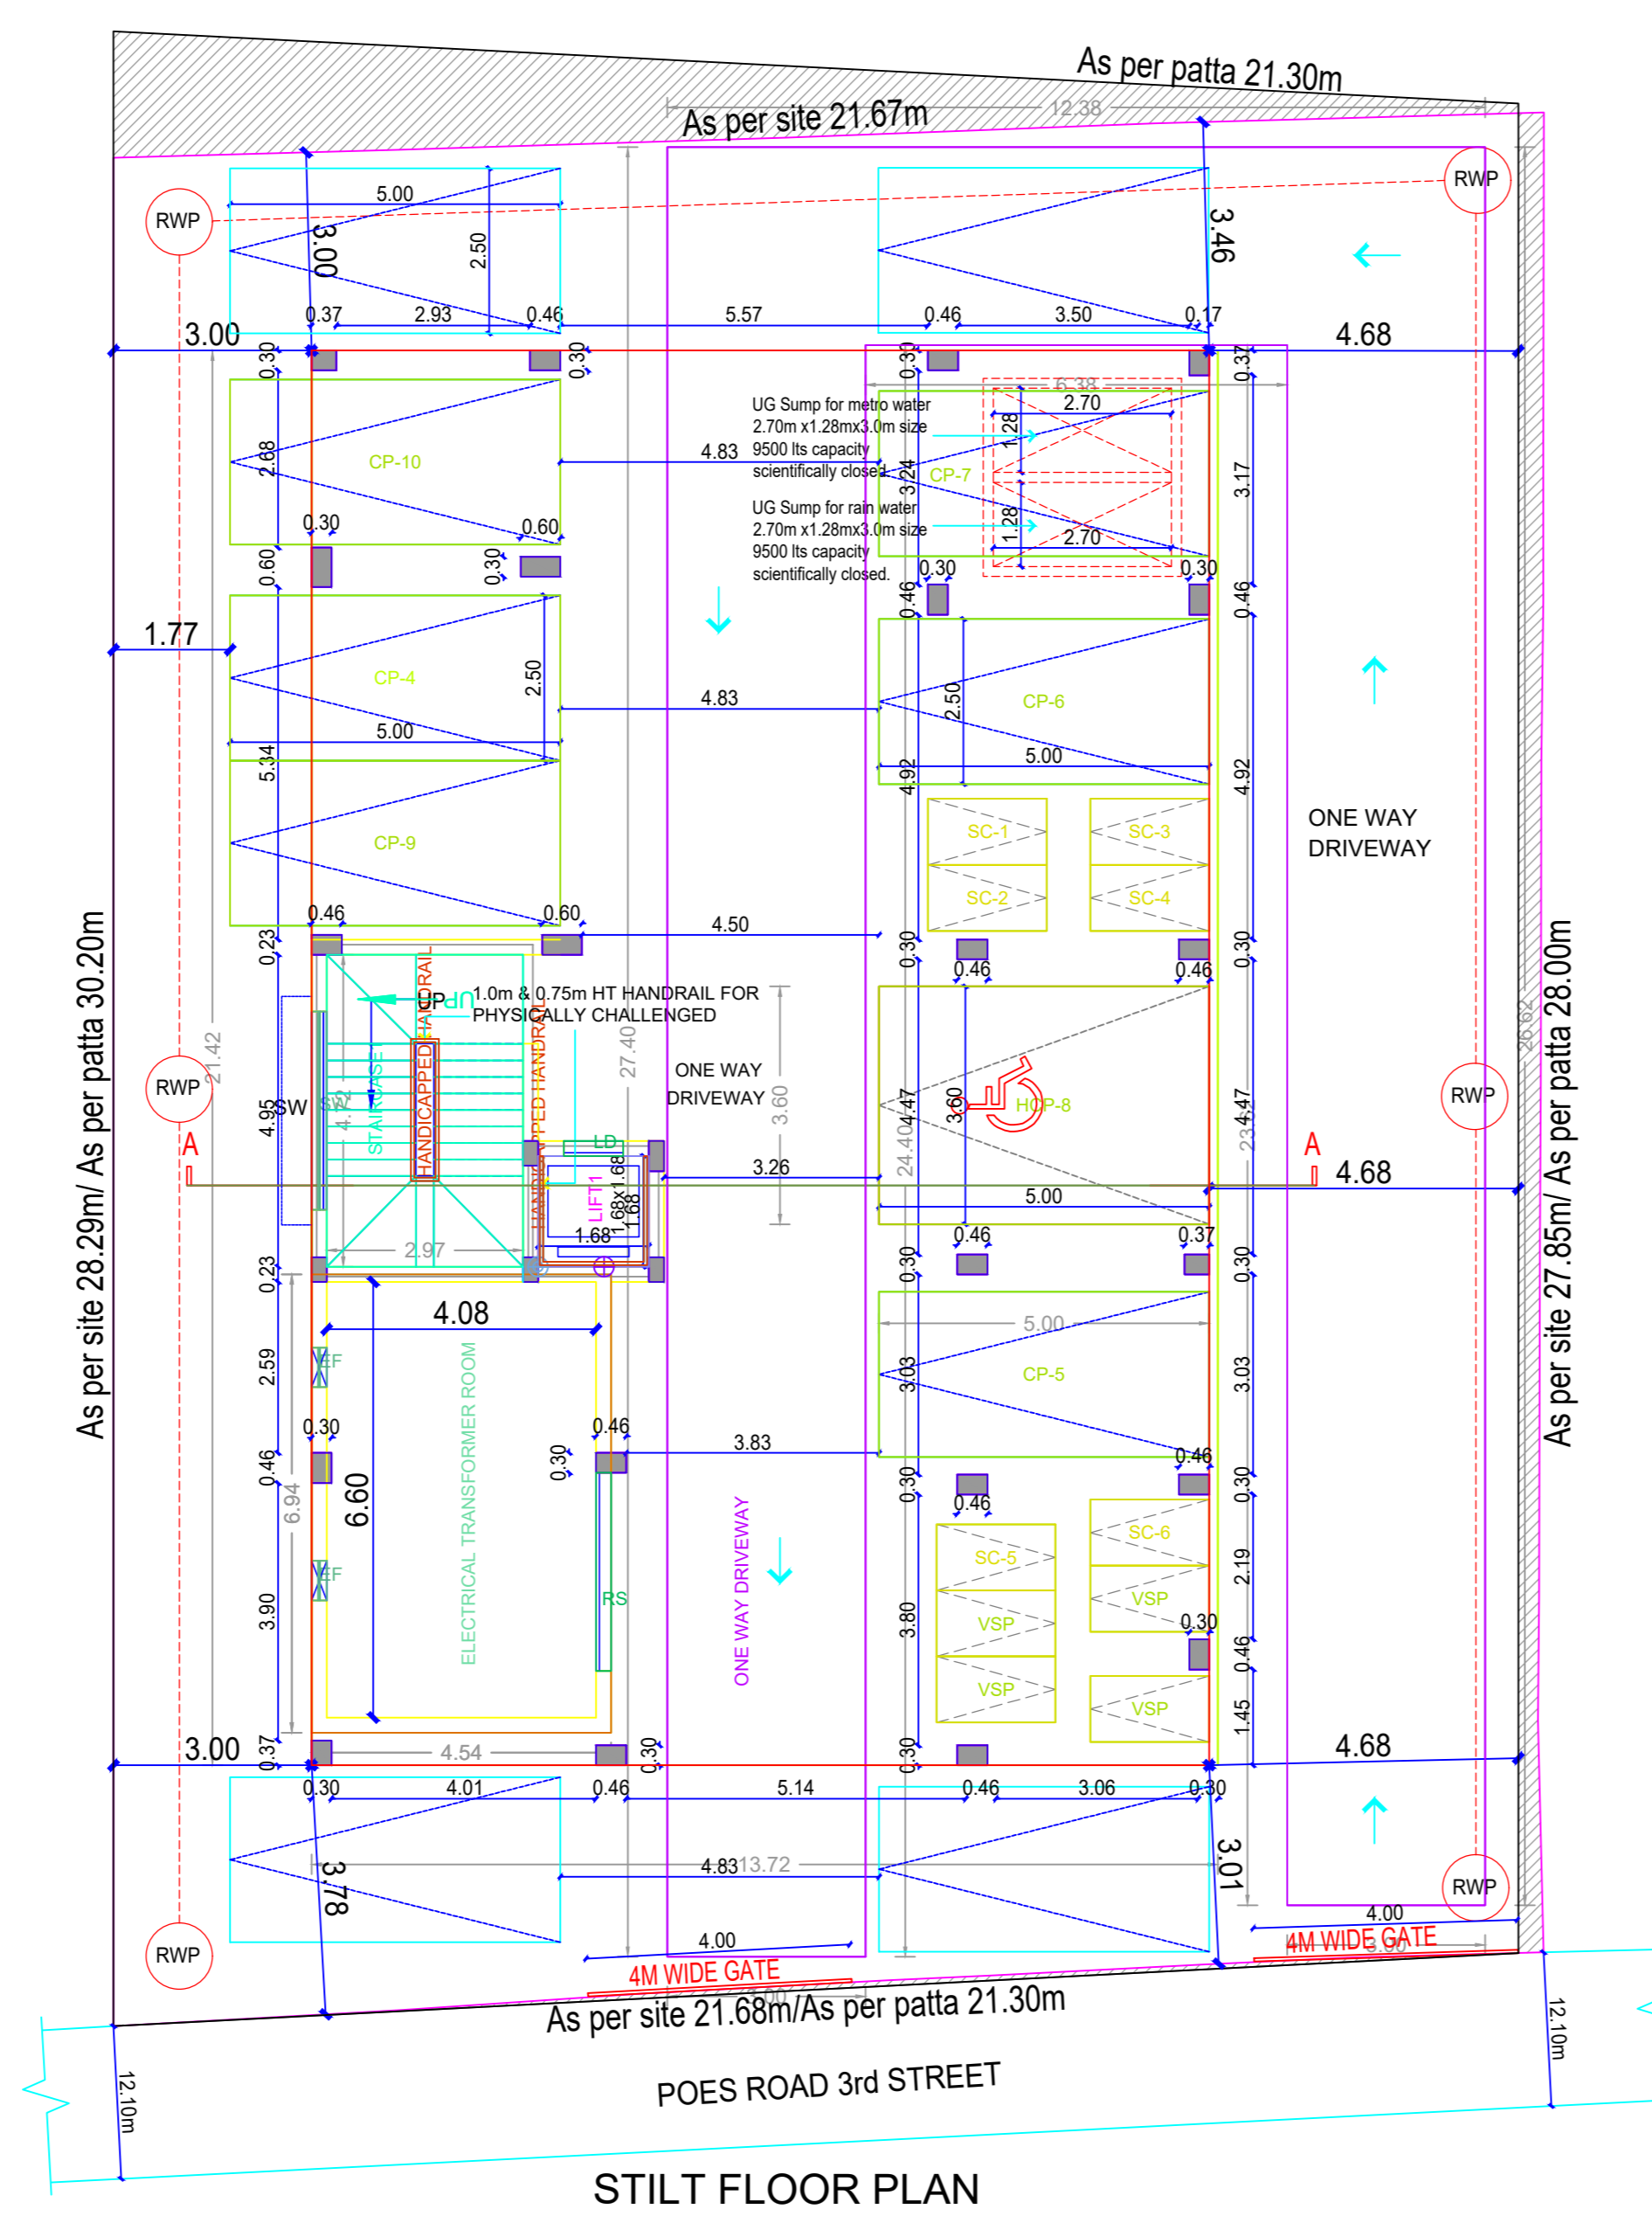 As per patta 21.30m
12.38
As per site 21.67m
RWP
RWP
5.00
3.00
2.50
3.46
0.37
2.93
0.46
5.57
0.46
3.50
0.17
3.00
4.68
0.30
0.30
0.30
0.37
6.38
UG Sump for metro water
2.70m x1.28mx3.0m size
9500 lts capacity
scientifically closed.
2.70
1.28
2.68
CP-10
4.83
3.24
CP-7
3.17
UG Sump for rain water
2.70m x1.28mx3.0m size
9500 lts capacity
scientifically closed.
1.28
2.70
0.30
0.60
0.60
0.30
0.30
0.30
0.46
0.46
1.77
CP-4
2.50
4.83
2.50
CP-6
5.00
5.34
5.00
4.92
4.92
ONE WAY
DRIVEWAY
CP-9
SC-1
SC-3
SC-2
SC-4
0.46
0.60
4.50
0.23
0.30
0.30
0.46
0.46
As per site 28.29m/ As per patta 30.20m
As per site 27.85m/ As per patta 28.00m
UP
UP
1.0m & 0.75m HT HANDRAIL FOR
PHYSICALLY CHALLENGED
HANDICAPPED HANDRAIL
HANDICAPPED HANDRAIL
STAIRCASE
21.42
27.40
26.62
RWP
RWP
SW
SW
4.95
4.72
ONE WAY
DRIVEWAY
3.60
4.47
3.60
HCP-8
4.47
24.40
A
A
LD
LIFT1
1.68x1.68
1.68
1.68
3.26
5.00
4.68
2.97
0.46
0.37
0.23
0.30
0.30
4.08
5.00
2.59
EF
CP-5
3.03
3.03
ELECTRICAL TRANSFORMER ROOM
0.30
0.46
3.83
0.46
0.30
0.46
6.94
6.60
0.30
0.30
0.46
ONE WAY DRIVEWAY
SC-6
SC-5
2.19
EF
RS
3.90
VSP
VSP
3.80
0.30
0.46
VSP
VSP
1.45
3.00
0.37
4.54
0.30
0.30
4.68
0.30
4.01
0.46
5.14
0.46
3.06
0.30
3.78
4.83
13.72
3.01
RWP
RWP
4.00
4M WIDE GATE
4.00
4M WIDE GATE
As per site 21.68m/As per patta 21.30m
12.10m
12.10m
POES ROAD 3rd STREET
STILT FLOOR PLAN